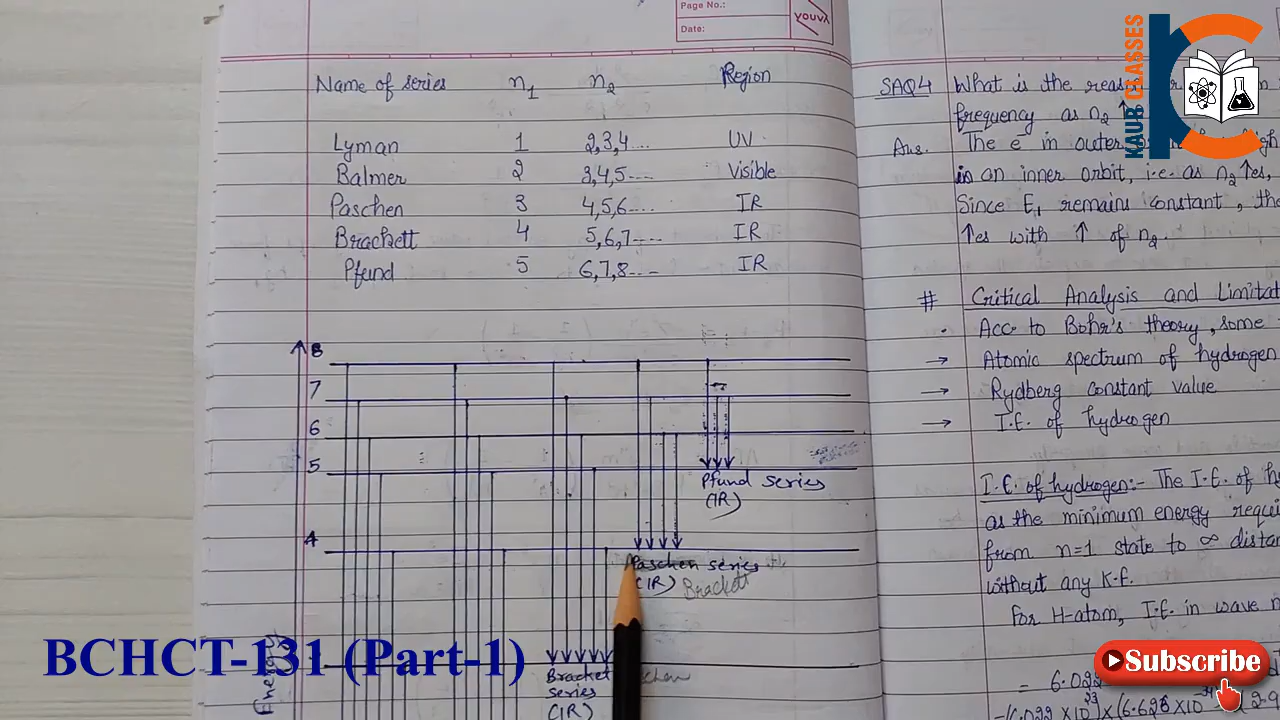 Page No.:
Date:
YOUVA
Name of series n1 n2 Region
Lyman 1 2,3,4.... UV
Balmer 2 3,4,5---- Visible
Paschen 3 4,5,6---- IR
Brackett 4 5,6,7---- IR
Pfund 5 6,7,8---- IR
8
7
6
5
4
Pfund series
(IR)
Paschen series
(IR) Brackett
Bracket
series
(IR)
Energy
SAQ4 What is the
frequency as n2 ↑
Ans. The e⁻ in outer
in an inner orbit, i.e. as n2 ↑es,
Since E1 remains constant, the
↑es with ↑ of n2.
# Critical Analysis and
Acc. to Bohr's theory, some
→ Atomic spectrum of hydrogen
→ Rydberg constant value
→ I.E. of hydrogen
I.E. of hydrogen:- The I.E. of
as the minimum energy
from n=1 state to ∞
without any K.E.
For H-atom, I.E. in wave
KAUR CLASSES
BCHCT-131 (Part-1)
Subscribe